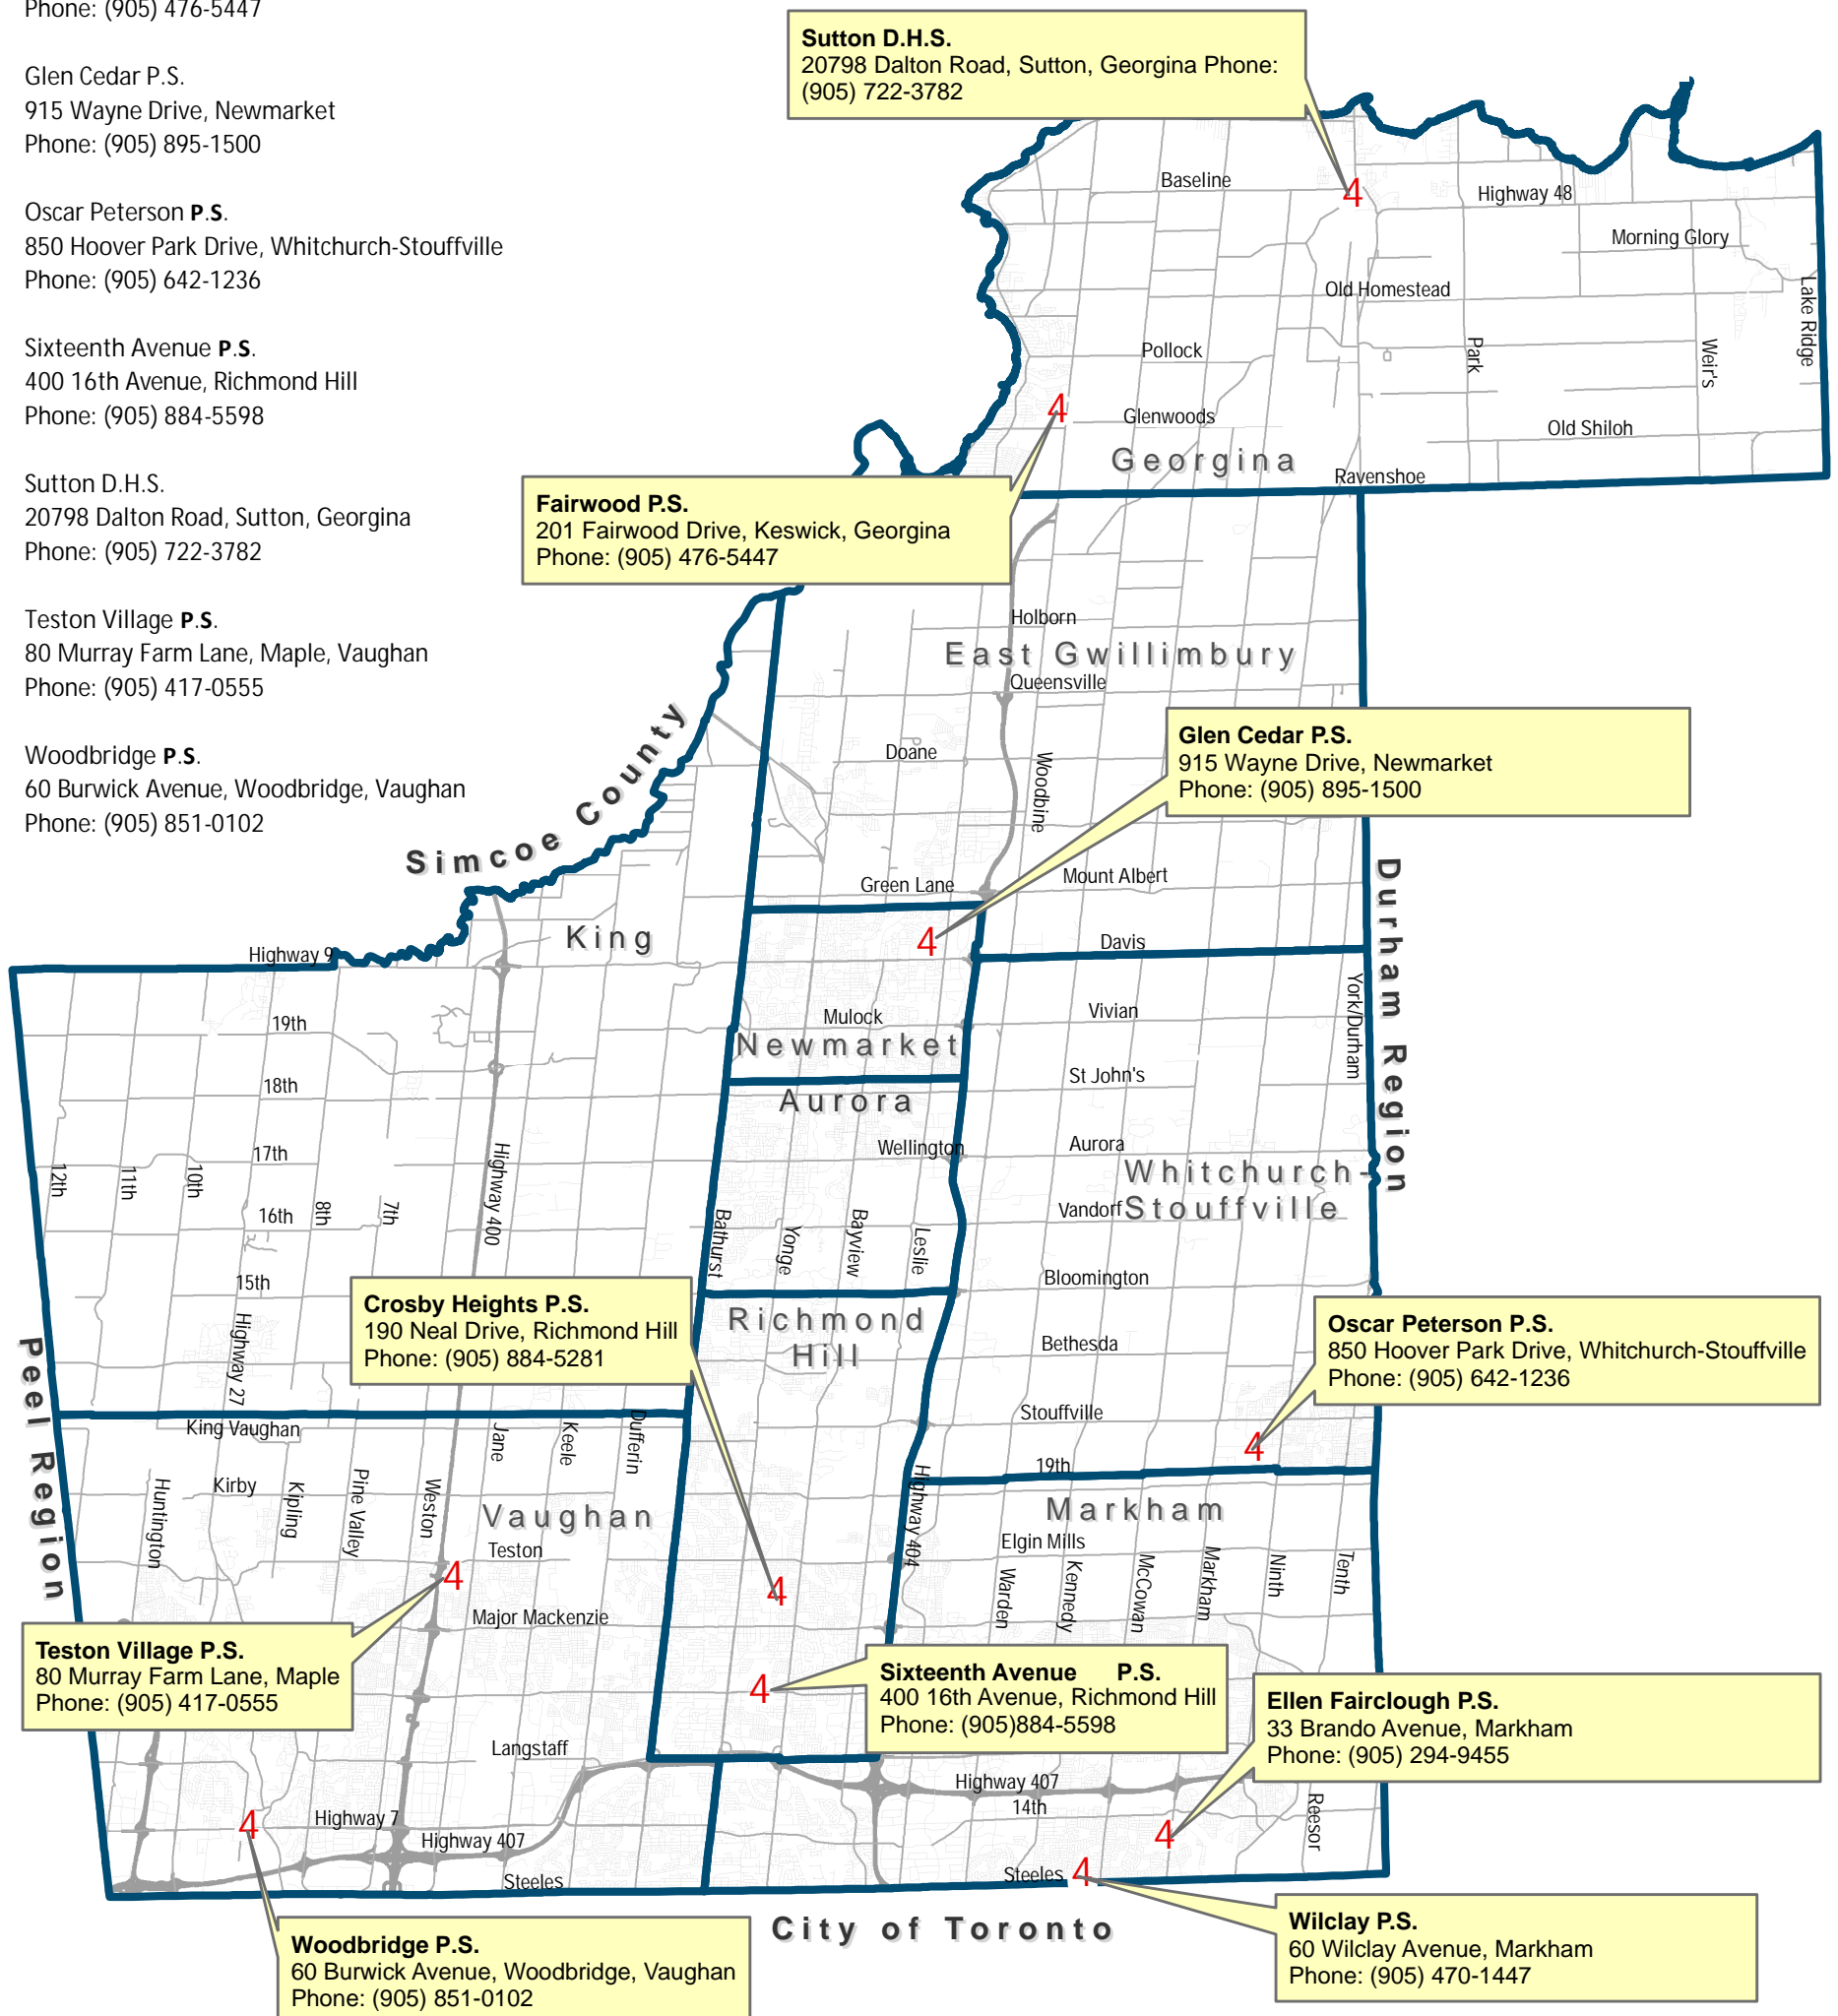 Phone: (905) 476-5447
Glen Cedar P.S.
915 Wayne Drive, Newmarket
Phone: (905) 895-1500
Oscar Peterson P.S.
850 Hoover Park Drive, Whitchurch-Stouffville
Phone: (905) 642-1236
Sixteenth Avenue P.S.
400 16th Avenue, Richmond Hill
Phone: (905) 884-5598
Sutton D.H.S.
20798 Dalton Road, Sutton, Georgina
Phone: (905) 722-3782
Teston Village P.S.
80 Murray Farm Lane, Maple, Vaughan
Phone: (905) 417-0555
Woodbridge P.S.
60 Burwick Avenue, Woodbridge, Vaughan
Phone: (905) 851-0102
Sutton D.H.S.
20798 Dalton Road, Sutton, Georgina Phone:
(905) 722-3782
4
Baseline
Highway 48
Morning Glory
Old Homestead
Lake Ridge
Pollock
Park
Weir's
4
Glenwoods
Old Shiloh
Georgina
Ravenshoe
Fairwood P.S.
201 Fairwood Drive, Keswick, Georgina
Phone: (905) 476-5447
Holborn
East Gwillimbury
Queensville
Simcoe County
Doane
Woodbine
Glen Cedar P.S.
915 Wayne Drive, Newmarket
Phone: (905) 895-1500
Green Lane
Mount Albert
Durham Region
King
4
Davis
Highway 9
York/Durham
19th
Mulock
Vivian
Newmarket
18th
St John's
Aurora
17th
Wellington
Aurora
12th
11th
10th
Highway 400
Whitchurch-
Stouffville
16th
8th
7th
Vandorf
Bathurst
Yonge
Bayview
Leslie
15th
Bloomington
Crosby Heights P.S.
190 Neal Drive, Richmond Hill
Phone: (905) 884-5281
Richmond
Hill
Highway 27
Bethesda
Oscar Peterson P.S.
850 Hoover Park Drive, Whitchurch-Stouffville
Phone: (905) 642-1236
Peel Region
King Vaughan
Jane
Keele
Dufferin
Stouffville
4
19th
Huntington
Kirby
Kipling
Pine Valley
Weston
Vaughan
Highway 404
Markham
Teston
Elgin Mills
4
4
Warden
Kennedy
McCowan
Markham
Ninth
Tenth
Major Mackenzie
Teston Village P.S.
80 Murray Farm Lane, Maple
Phone: (905) 417-0555
4
Sixteenth Avenue P.S.
400 16th Avenue, Richmond Hill
Phone: (905)884-5598
Ellen Fairclough P.S.
33 Brando Avenue, Markham
Phone: (905) 294-9455
Langstaff
Highway 407
14th
Reesor
4
Highway 7
Highway 407
4
Steeles
Steeles
4
City of Toronto
Wilclay P.S.
60 Wilclay Avenue, Markham
Phone: (905) 470-1447
Woodbridge P.S.
60 Burwick Avenue, Woodbridge, Vaughan
Phone: (905) 851-0102